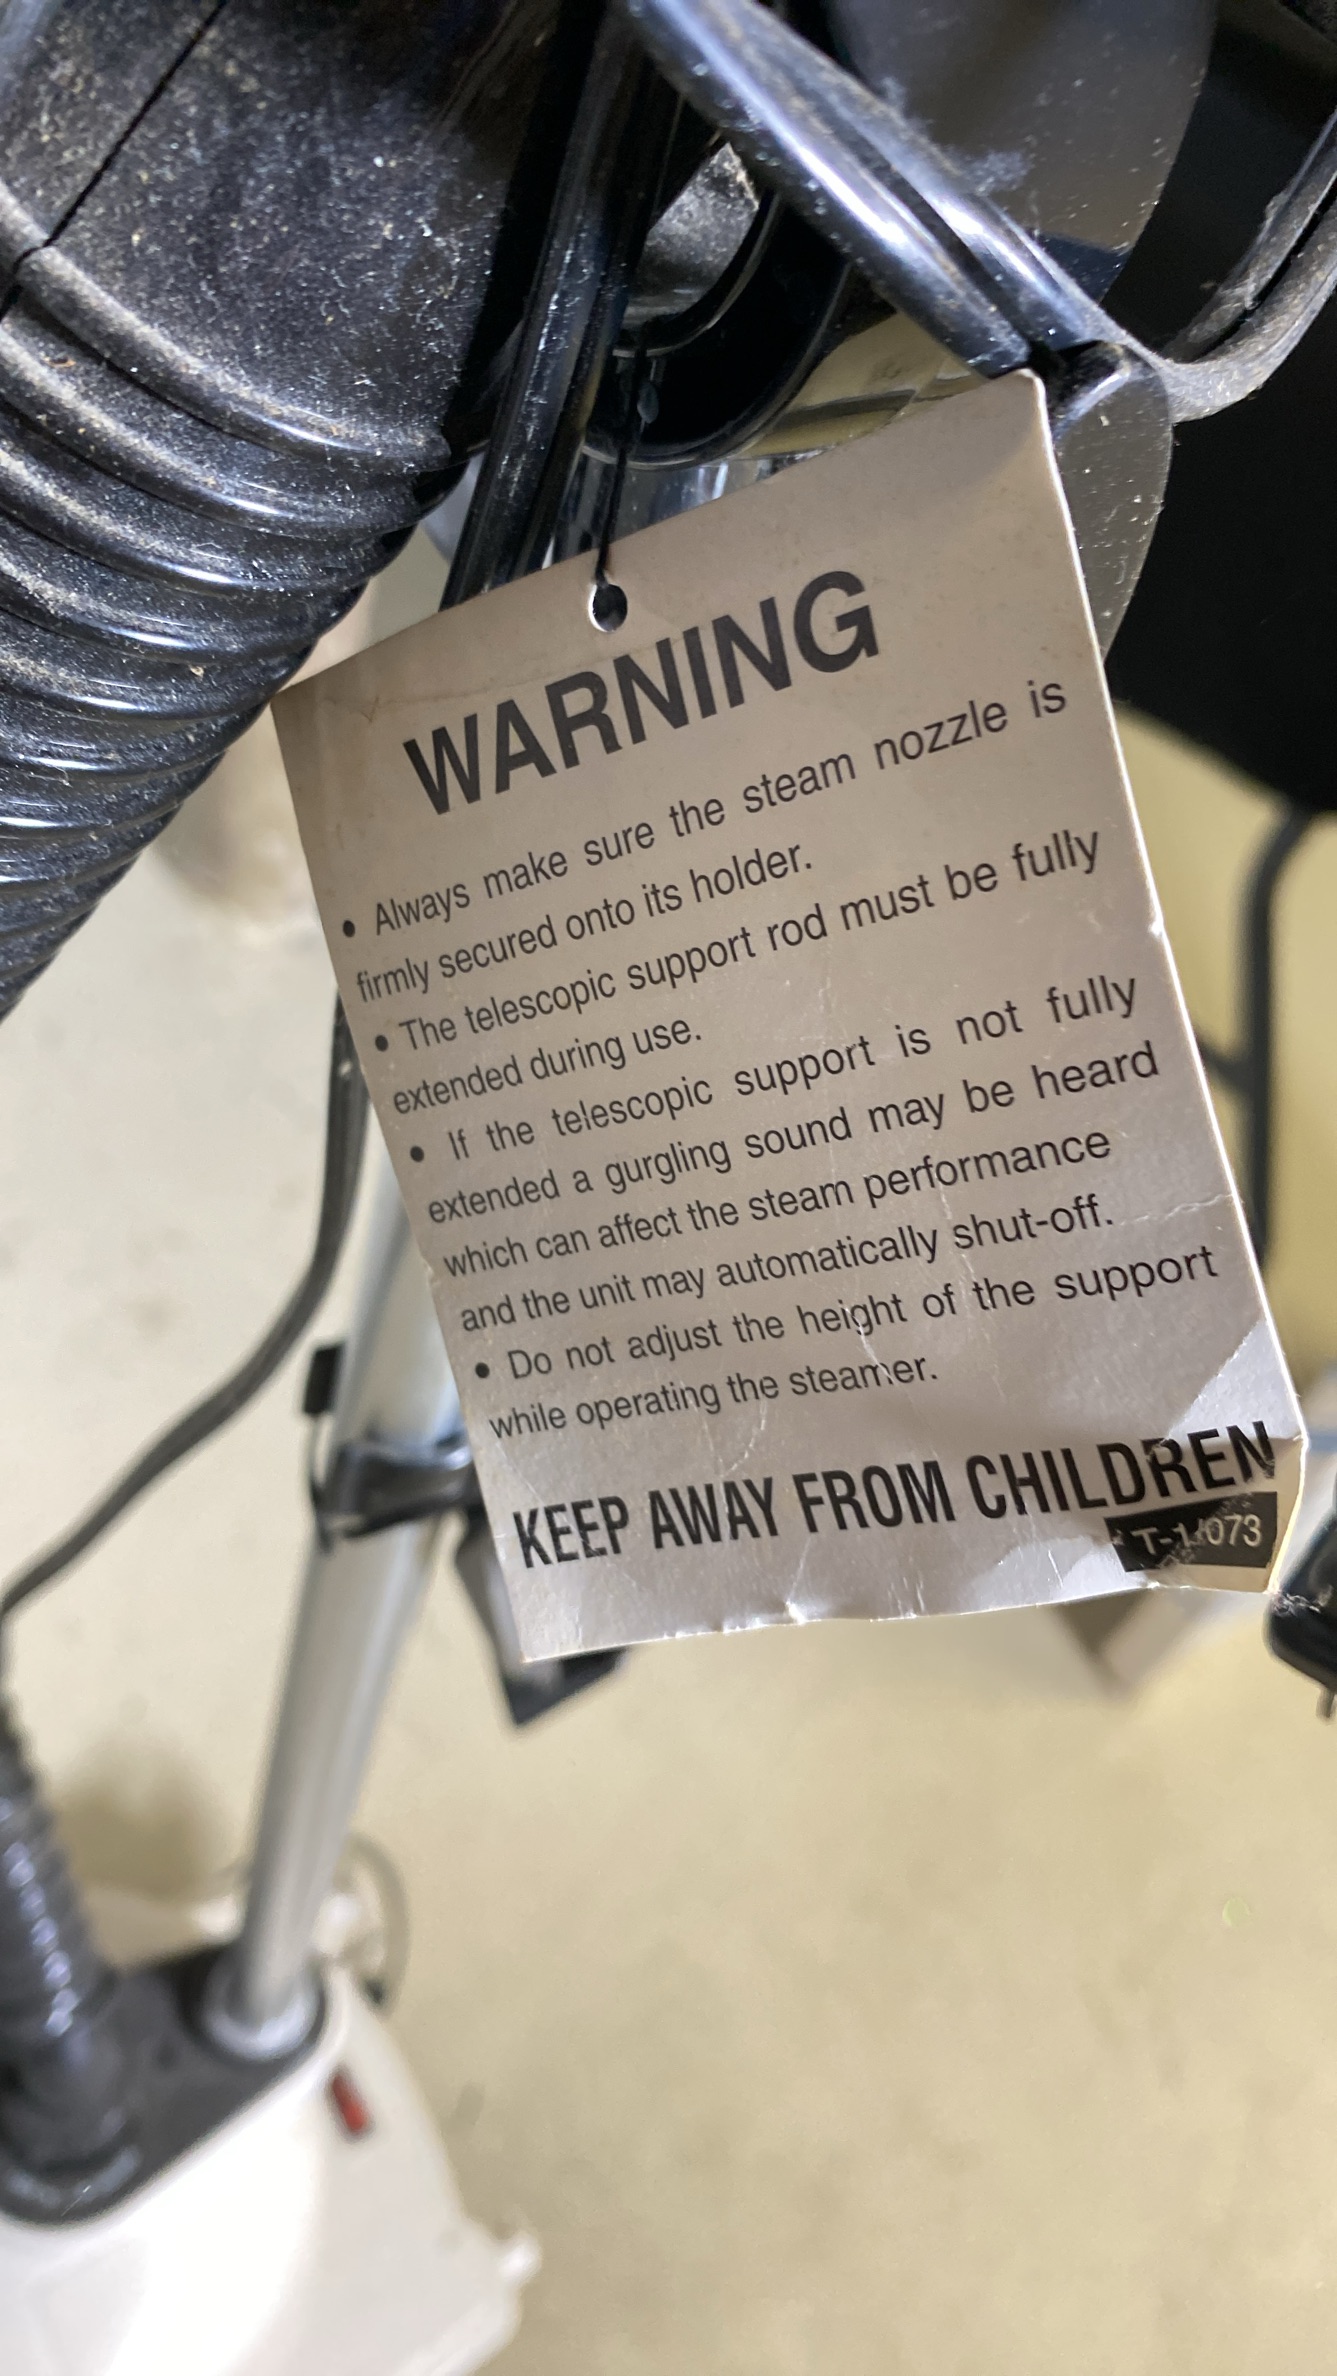 WARNING
• Always make sure the steam nozzle is
firmly secured onto its holder.
• The telescopic support rod must be fully
extended during use.
• If the telescopic support is not fully
extended a gurgling sound may be heard
which can affect the steam performance
and the unit may automatically shut-off.
• Do not adjust the height of the support
while operating the steamer.
KEEP AWAY FROM CHILDREN